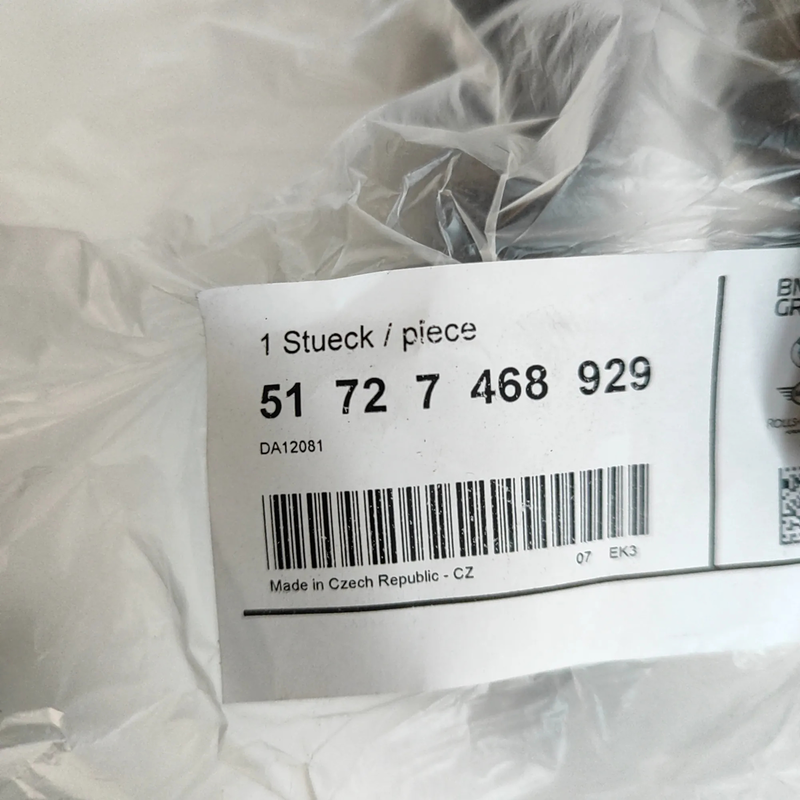 1 Stueck / piece
51 72 7 468 929
DA12081
07 EK3
Made in Czech Republic - CZ